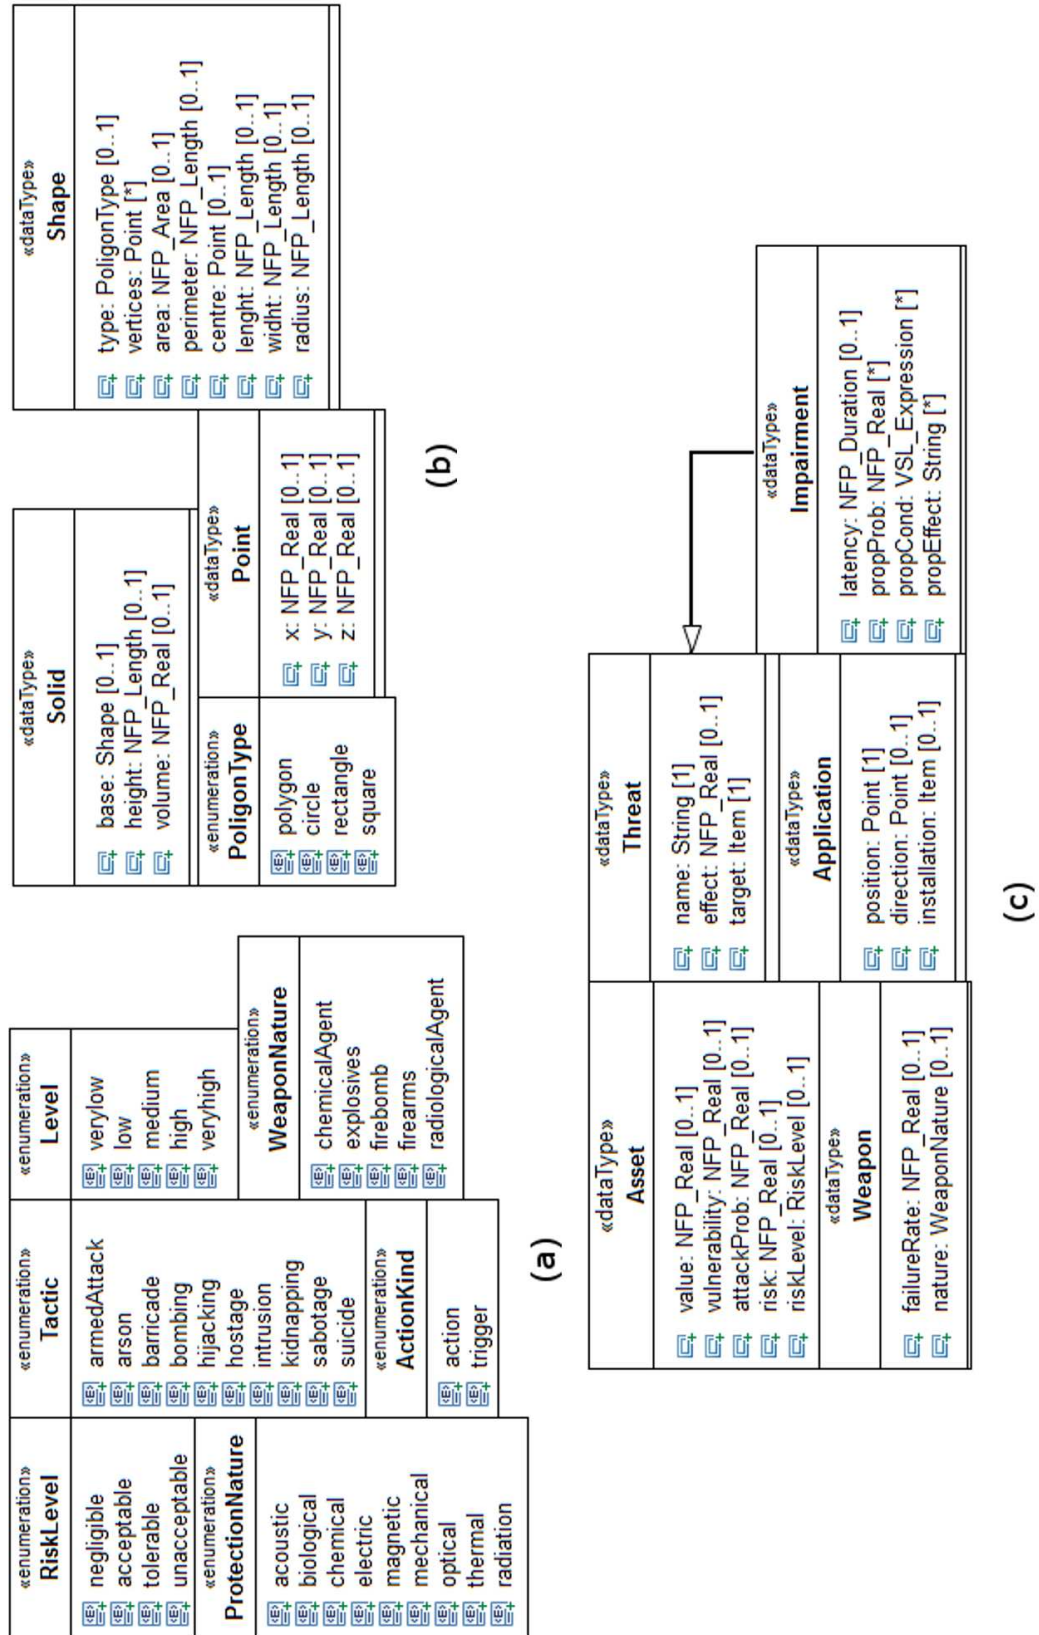 «enumeration»
RiskLevel
negligible
acceptable
tolerable
unacceptable
«enumeration»
ProtectionNature
acoustic
biological
chemical
electric
magnetic
mechanical
optical
thermal
radiation
«enumeration»
Tactic
armedAttack
arson
barricade
bombing
hijacking
hostage
intrusion
kidnapping
sabotage
suicide
«enumeration»
ActionKind
action
trigger
«enumeration»
Level
verylow
low
medium
high
veryhigh
«enumeration»
WeaponNature
chemicalAgent
explosives
firebomb
firearms
radiologicalAgent
(a)
«dataType»
Solid
base: Shape [0..1]
height: NFP_Length [0..1]
volume: NFP_Real [0..1]
«enumeration»
PoligonType
polygon
circle
rectangle
square
«dataType»
Point
x: NFP_Real [0..1]
y: NFP_Real [0..1]
z: NFP_Real [0..1]
«dataType»
Shape
type: PoligonType [0..1]
vertices: Point [*]
area: NFP_Area [0..1]
perimeter: NFP_Length [0..1]
centre: Point [0..1]
lenght: NFP_Length [0..1]
widht: NFP_Length [0..1]
radius: NFP_Length [0..1]
(b)
«dataType»
Asset
value: NFP_Real [0..1]
vulnerability: NFP_Real [0..1]
attackProb: NFP_Real [0..1]
risk: NFP_Real [0..1]
riskLevel: RiskLevel [0..1]
«dataType»
Weapon
failureRate: NFP_Real [0..1]
nature: WeaponNature [0..1]
«dataType»
Threat
name: String [1]
effect: NFP_Real [0..1]
target: Item [1]
«dataType»
Application
position: Point [1]
direction: Point [0..1]
installation: Item [0..1]
«dataType»
Impairment
latency: NFP_Duration [0..1]
propProb: NFP_Real [*]
propCond: VSL_Expression [*]
propEffect: String [*]
(c)